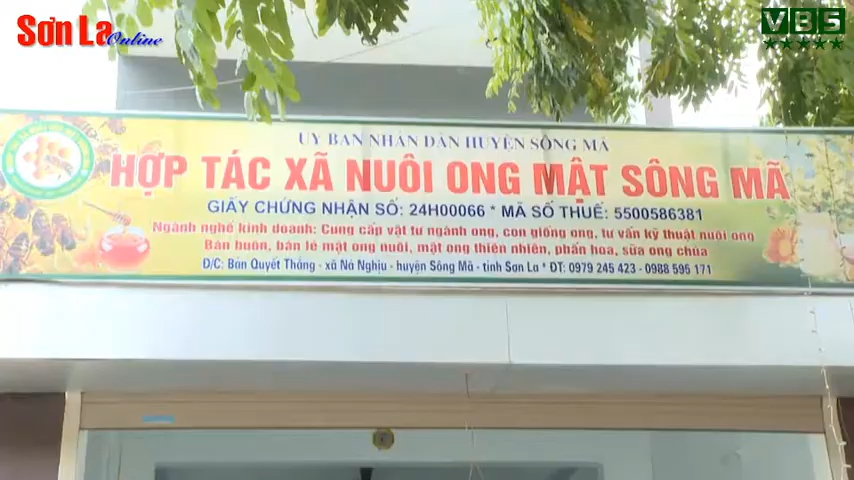 Sơn La
Online
VBS
UY BAN NHÂN DÂN HUYỆN SÔNG MÃ
HỢP TÁC XÃ NUÔI ONG MẬT SÔNG MÃ
GIẤY CHỨNG NHẬN SỐ: 24H00066 * MÃ SỐ THUẾ: 5500586381
Ngành nghề kinh doanh: Cung cấp vật tư ngành ong, con giống ong, tư vấn kỹ thuật nuôi ong
Bán buôn, bán lẻ mật ong nuôi, mật ong thiên nhiên, phấn hoa, sữa ong chúa
Đ/C: Bản Quyết Thắng - xã Nà Nghịu - huyện Sông Mã - tỉnh Sơn La * ĐT: 0979 245 423 - 0988 595 171